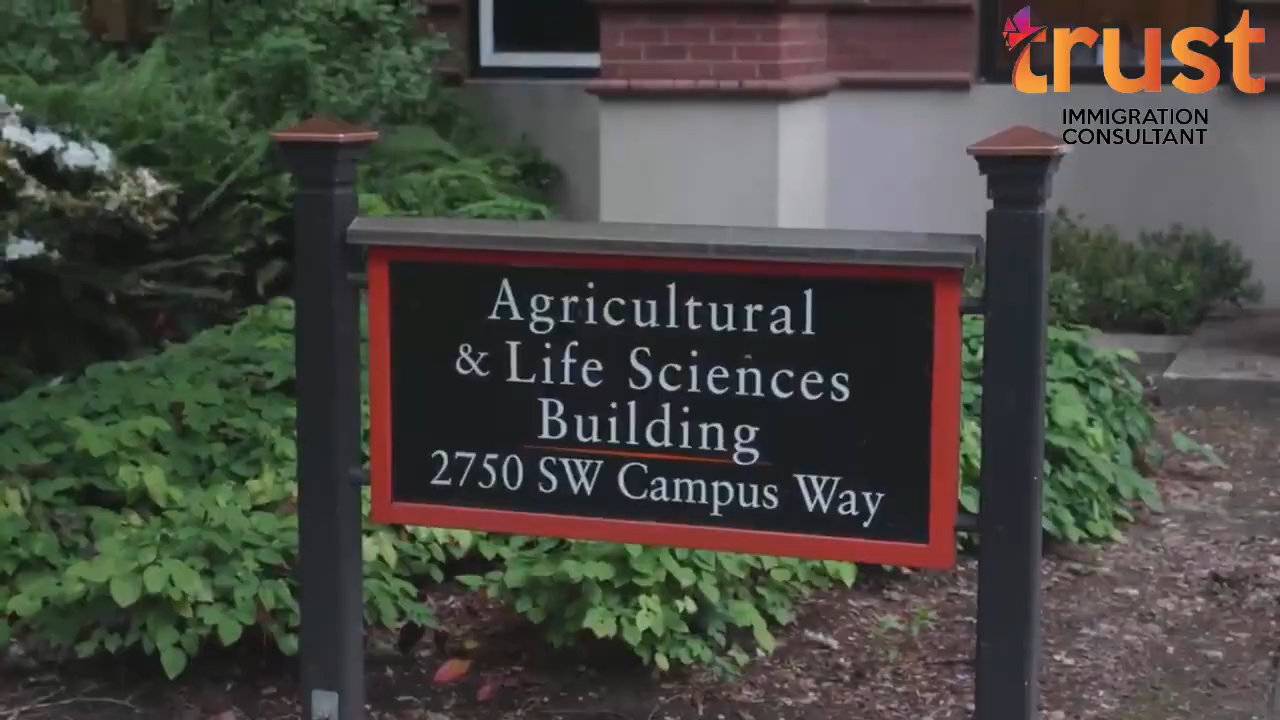 trust
IMMIGRATION
CONSULTANT
Agricultural
& Life Sciences
Building
2750 SW Campus Way